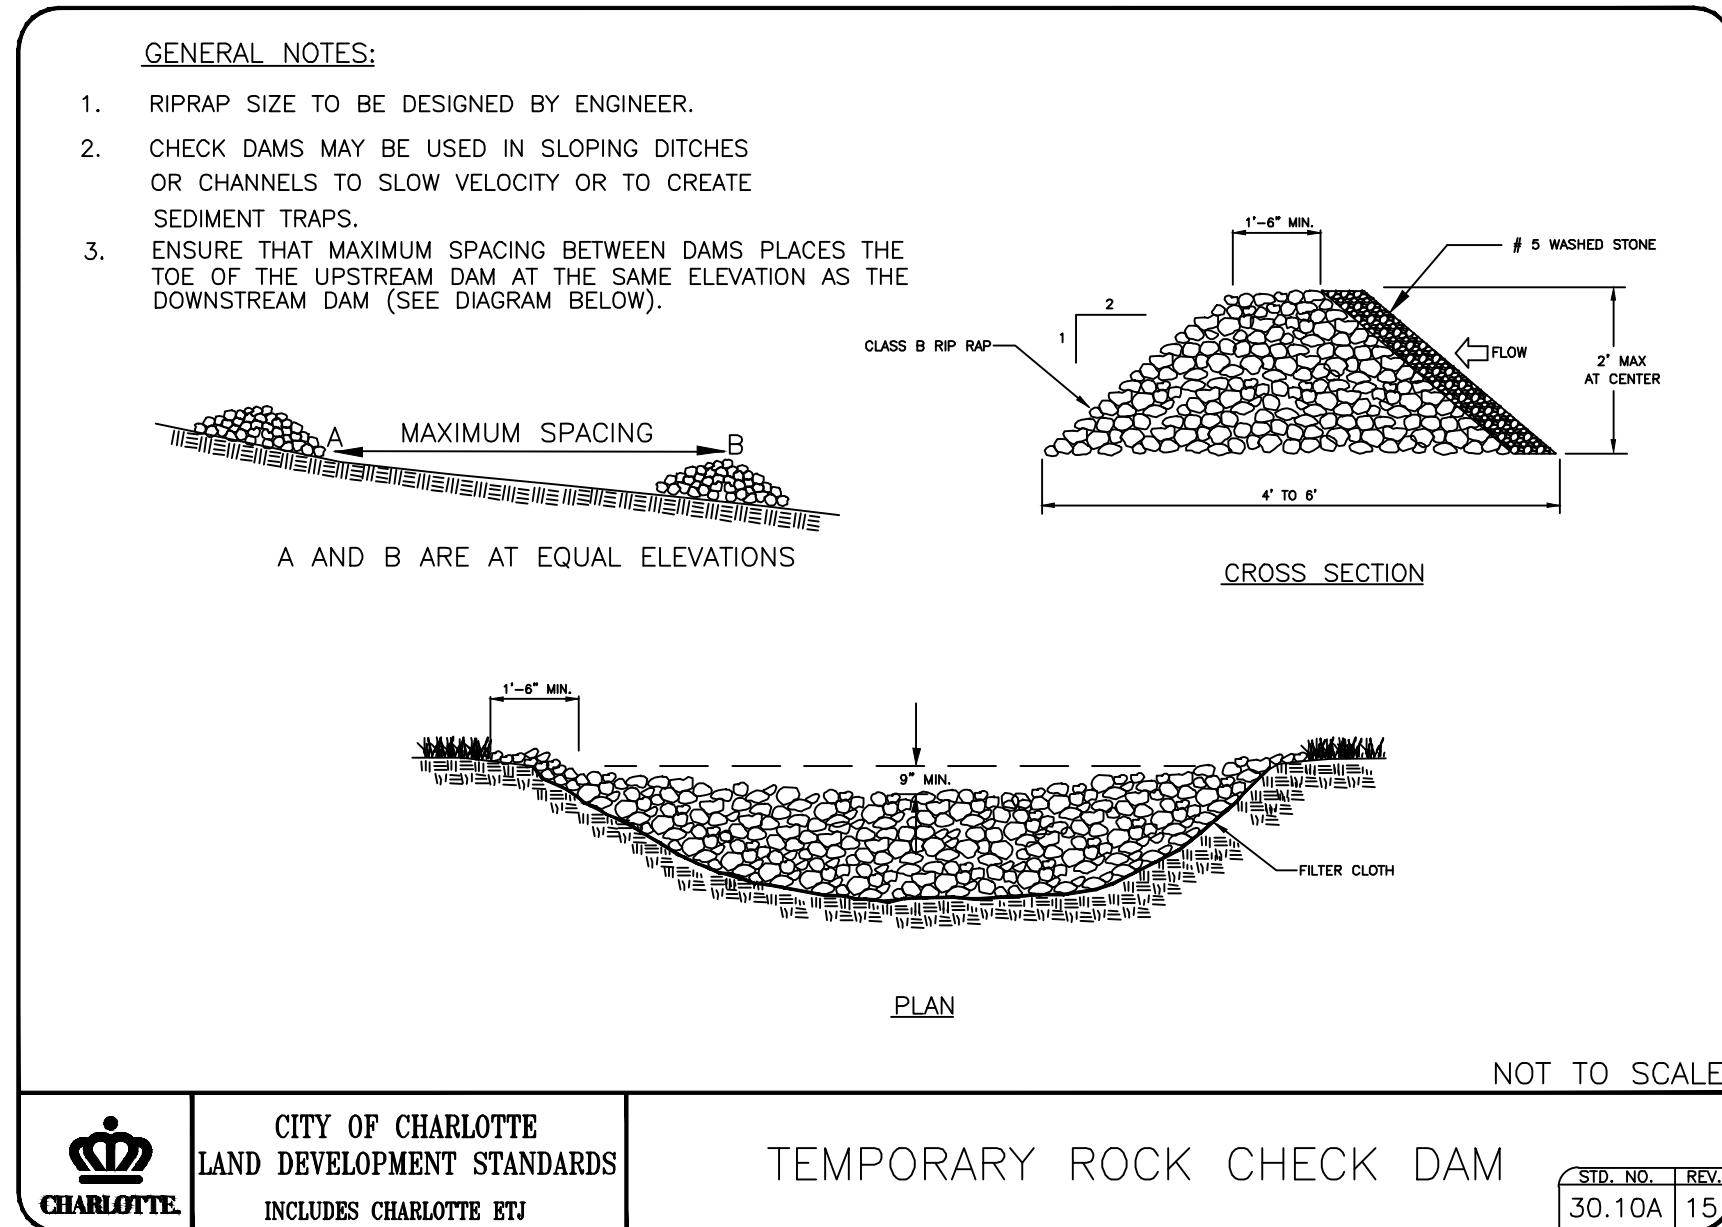 GENERAL NOTES:
1. RIPRAP SIZE TO BE DESIGNED BY ENGINEER.
2. CHECK DAMS MAY BE USED IN SLOPING DITCHES
OR CHANNELS TO SLOW VELOCITY OR TO CREATE
SEDIMENT TRAPS.
3. ENSURE THAT MAXIMUM SPACING BETWEEN DAMS PLACES THE
TOE OF THE UPSTREAM DAM AT THE SAME ELEVATION AS THE
DOWNSTREAM DAM (SEE DIAGRAM BELOW).
A MAXIMUM SPACING B
A AND B ARE AT EQUAL ELEVATIONS
1'-6" MIN.
# 5 WASHED STONE
2
1
CLASS B RIP RAP
FLOW
2' MAX
AT CENTER
4' TO 6'
CROSS SECTION
1'-6" MIN.
9" MIN.
FILTER CLOTH
PLAN
NOT TO SCALE
CHARLOTTE.
CITY OF CHARLOTTE
LAND DEVELOPMENT STANDARDS
INCLUDES CHARLOTTE ETJ
TEMPORARY ROCK CHECK DAM
STD. NO. REV.
30.10A 15